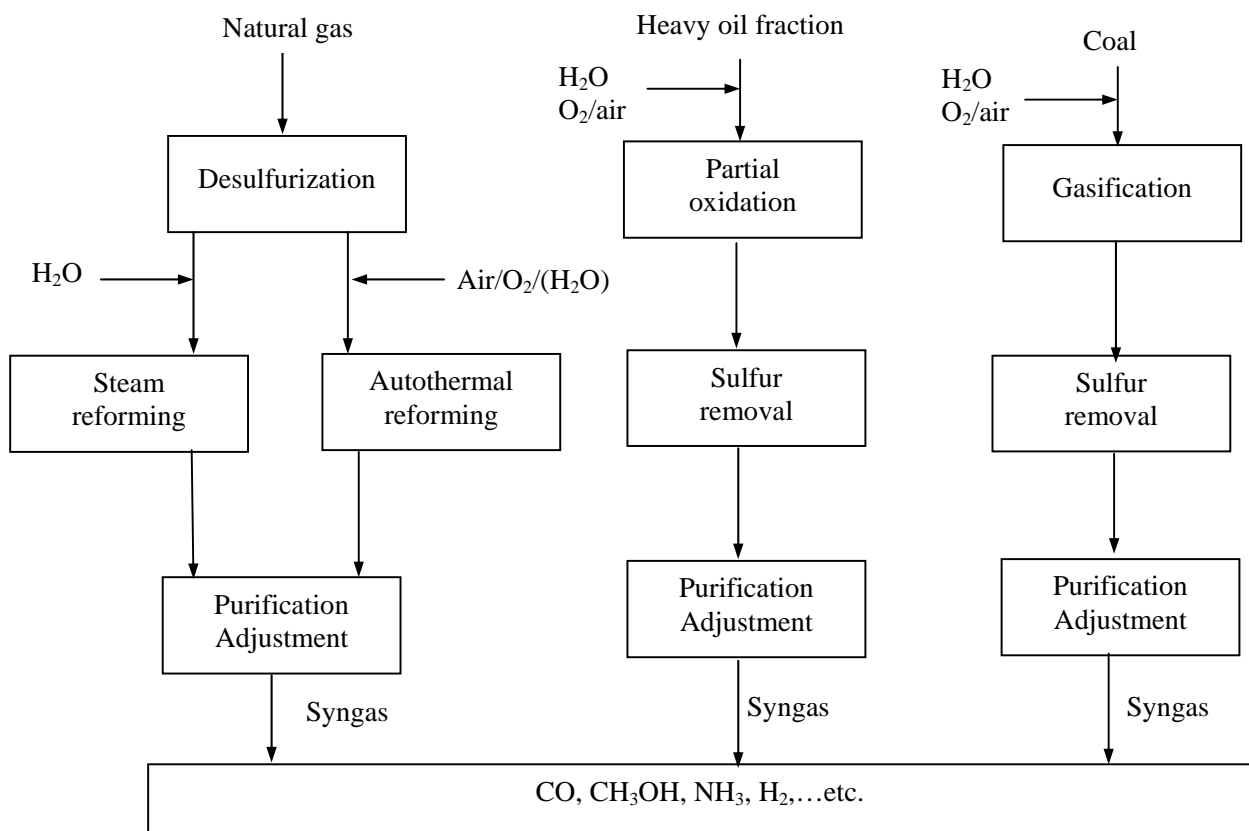 Natural gas
Desulfurization
H₂O
Air/O₂/(H₂O)
Steam
reforming
Autothermal
reforming
Purification
Adjustment
Syngas
Heavy oil fraction
H₂O
O₂/air
Partial
oxidation
Sulfur
removal
Purification
Adjustment
Syngas
Coal
H₂O
O₂/air
Gasification
Sulfur
removal
Purification
Adjustment
Syngas
CO, CH₃OH, NH₃, H₂,…etc.